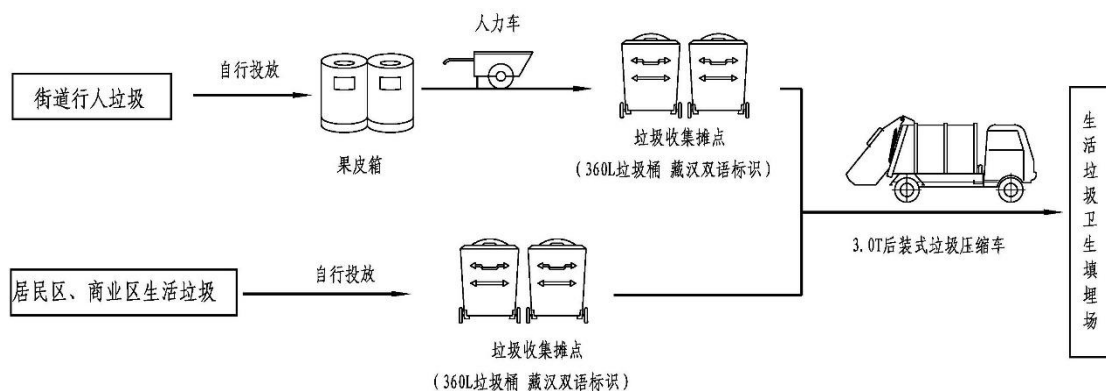 人力车
自行投放
街道行人垃圾
果皮箱
垃圾收集摊点
（360L垃圾桶 藏汉双语标识）
3.0T后装式垃圾压缩车
生活垃圾卫生填埋场
居民区、商业区生活垃圾
自行投放
垃圾收集摊点
（360L垃圾桶 藏汉双语标识）